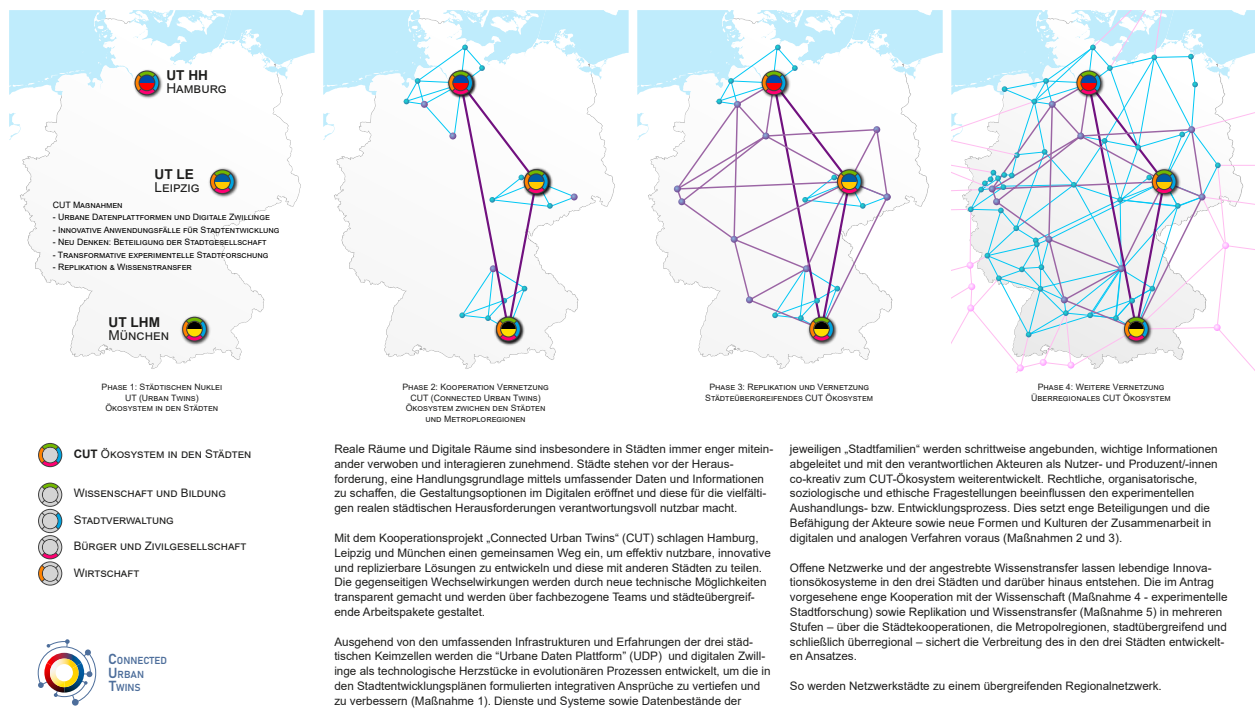 UT HH
Hamburg
UT LE
Leipzig
CUT Maßnahmen
- Urbane Datenplattformen und Digitale Zwillinge
- Innovative Anwendungsfälle für Stadtentwicklung
- Neu Denken: Beteiligung der Stadtgesellschaft
- Transformative experimentelle Stadtforschung
- Replikation & Wissenstransfer
UT LHM
München
Phase 1: Städtischen Nuklei
UT (Urban Twins)
Ökosystem in den Städten
Phase 2: Kooperation Vernetzung
CUT (Connected Urban Twins)
Ökosystem zwischen den Städten
und Metroploregionen
Phase 3: Replikation und Vernetzung
Städteübergreifendes CUT Ökosystem
Phase 4: Weitere Vernetzung
Überregionales CUT Ökosystem
CUT Ökosystem in den Städten
Wissenschaft und Bildung
Stadtverwaltung
Bürger und Zivilgesellschaft
Wirtschaft
Connected
Urban
Twins
Reale Räume und Digitale Räume sind insbesondere in Städten immer enger mitein-
ander verwoben und interagieren zunehmend. Städte stehen vor der Heraus-
forderung, eine Handlungsgrundlage mittels umfassender Daten und Informationen
zu schaffen, die Gestaltungsoptionen im Digitalen eröffnet und diese für die vielfälti-
gen realen städtischen Herausforderungen verantwortungsvoll nutzbar macht.
Mit dem Kooperationsprojekt „Connected Urban Twins“ (CUT) schlagen Hamburg,
Leipzig und München einen gemeinsamen Weg ein, um effektiv nutzbare, innovative
und replizierbare Lösungen zu entwickeln und diese mit anderen Städten zu teilen.
Die gegenseitigen Wechselwirkungen werden durch neue technische Möglichkeiten
transparent gemacht und werden über fachbezogene Teams und städteübergreif-
ende Arbeitspakete gestaltet.
Ausgehend von den umfassenden Infrastrukturen und Erfahrungen der drei städ-
tischen Keimzellen werden die “Urbane Daten Plattform” (UDP) und digitalen Zwill-
inge als technologische Herzstücke in evolutionären Prozessen entwickelt, um die in
den Stadtentwicklungsplänen formulierten integrativen Ansprüche zu vertiefen und
zu verbessern (Maßnahme 1). Dienste und Systeme sowie Datenbestände der
jeweiligen „Stadtfamilien“ werden schrittweise angebunden, wichtige Informationen
abgeleitet und mit den verantwortlichen Akteuren als Nutzer- und Produzent/-innen
co-kreativ zum CUT-Ökosystem weiterentwickelt. Rechtliche, organisatorische,
soziologische und ethische Fragestellungen beeinflussen den experimentellen
Aushandlungs- bzw. Entwicklungsprozess. Dies setzt enge Beteiligungen und die
Befähigung der Akteure sowie neue Formen und Kulturen der Zusammenarbeit in
digitalen und analogen Verfahren voraus (Maßnahmen 2 und 3).
Offene Netzwerke und der angestrebte Wissenstransfer lassen lebendige Innova-
tionsökosysteme in den drei Städten und darüber hinaus entstehen. Die im Antrag
vorgesehene enge Kooperation mit der Wissenschaft (Maßnahme 4 - experimentelle
Stadtforschung) sowie Replikation und Wissenstransfer (Maßnahme 5) in mehreren
Stufen – über die Städtekooperationen, die Metropolregionen, stadtübergreifend und
schließlich überregional – sichert die Verbreitung des in den drei Städten entwickelt-
en Ansatzes.
So werden Netzwerkstädte zu einem übergreifenden Regionalnetzwerk.